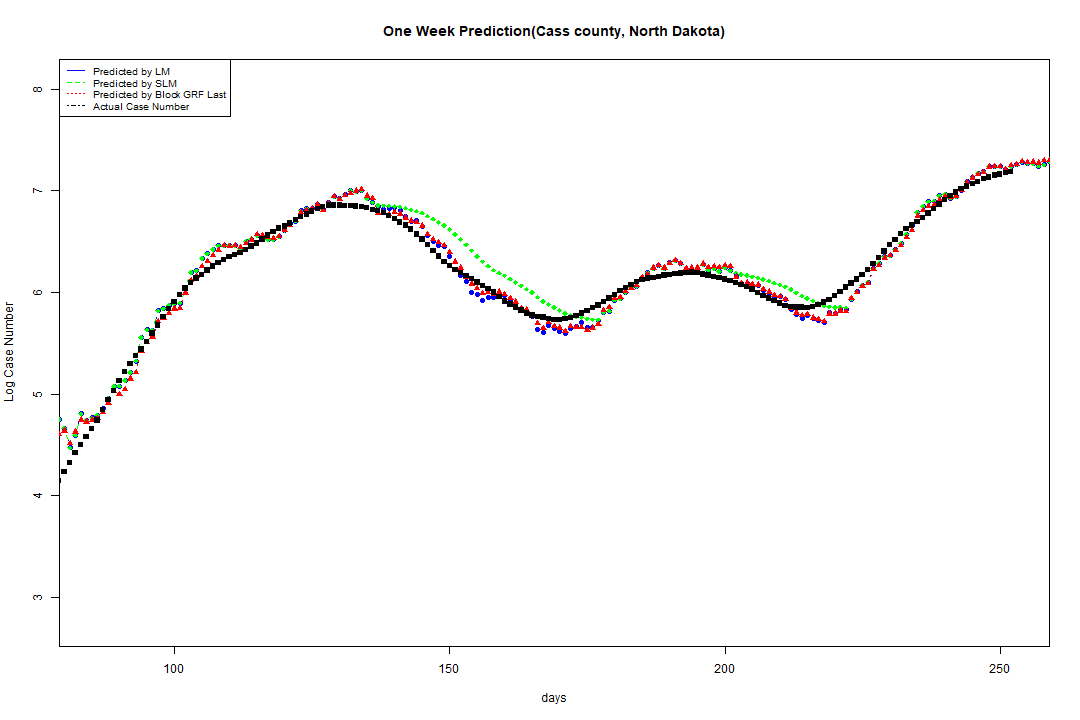 One Week Prediction(Cass county, North Dakota)
Predicted by LM
Predicted by SLM
Predicted by Block GRF Last
Actual Case Number
8
7
6
5
4
3
Log Case Number
100 150 200 250
days